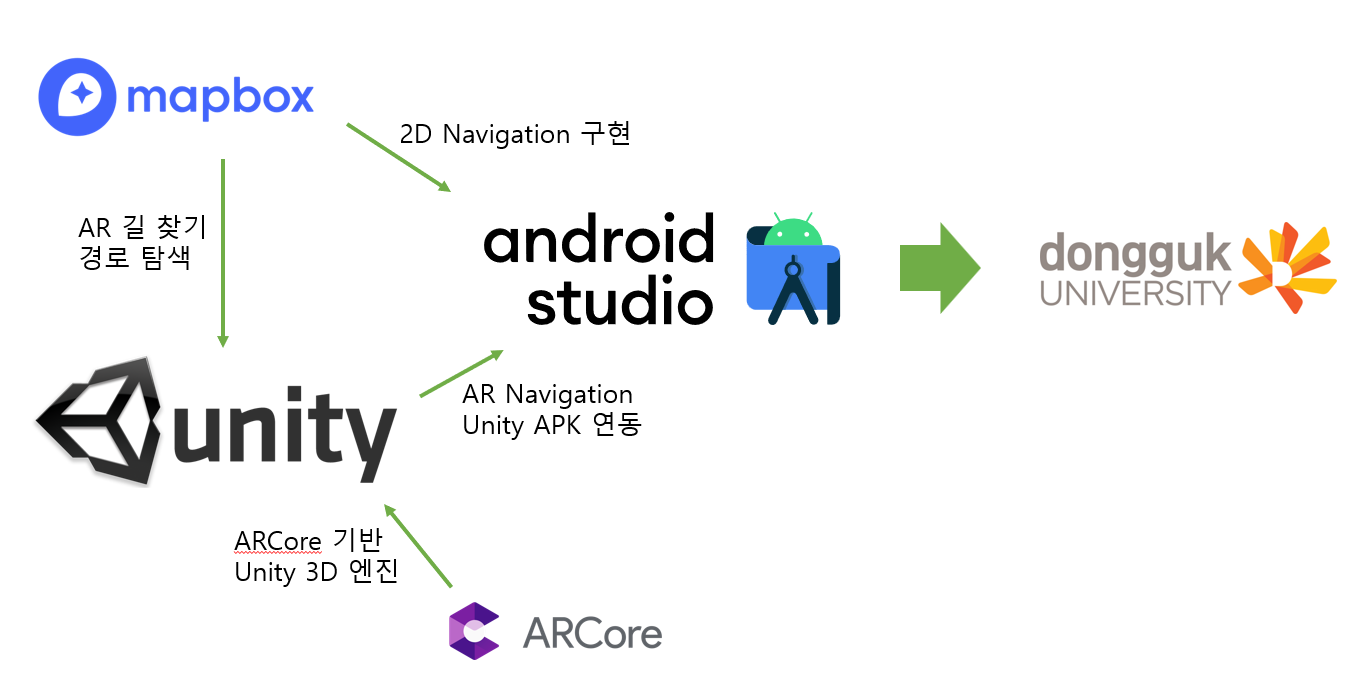 mapbox
2D Navigation 구현
AR 길 찾기
경로 탐색
android
studio
dongguk
UNIVERSITY
unity
AR Navigation
Unity APK 연동
ARCore 기반
Unity 3D 엔진
ARCore